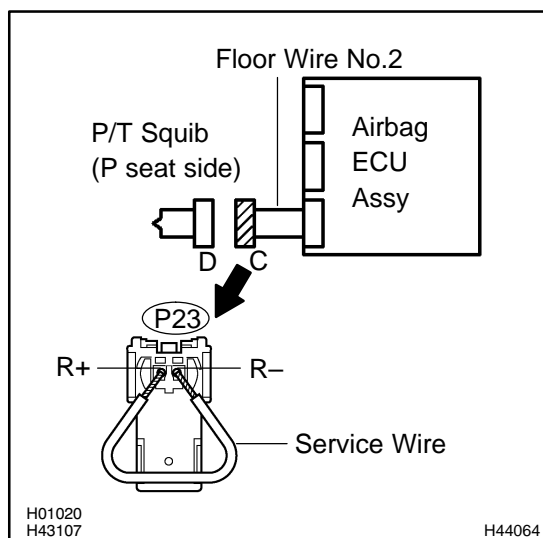 Floor Wire No.2
P/T Squib
(P seat side)
Airbag
ECU
Assy
D
C
P23
R+
R–
Service Wire
H01020
H43107
H44064